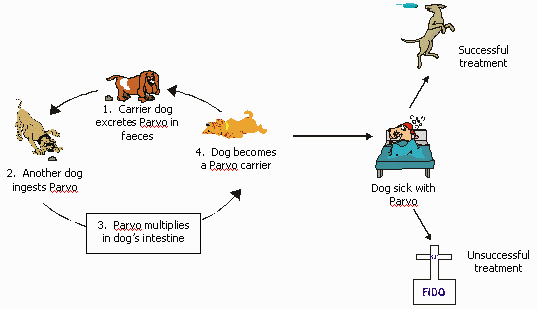 Successful
treatment
1. Carrier dog
excretes Parvo in
faeces
2. Another dog
ingests Parvo
3. Parvo multiplies
in dog's intestine
4. Dog becomes
a Parvo carrier
Dog sick with
Parvo
Unsuccessful
treatment
FIDO